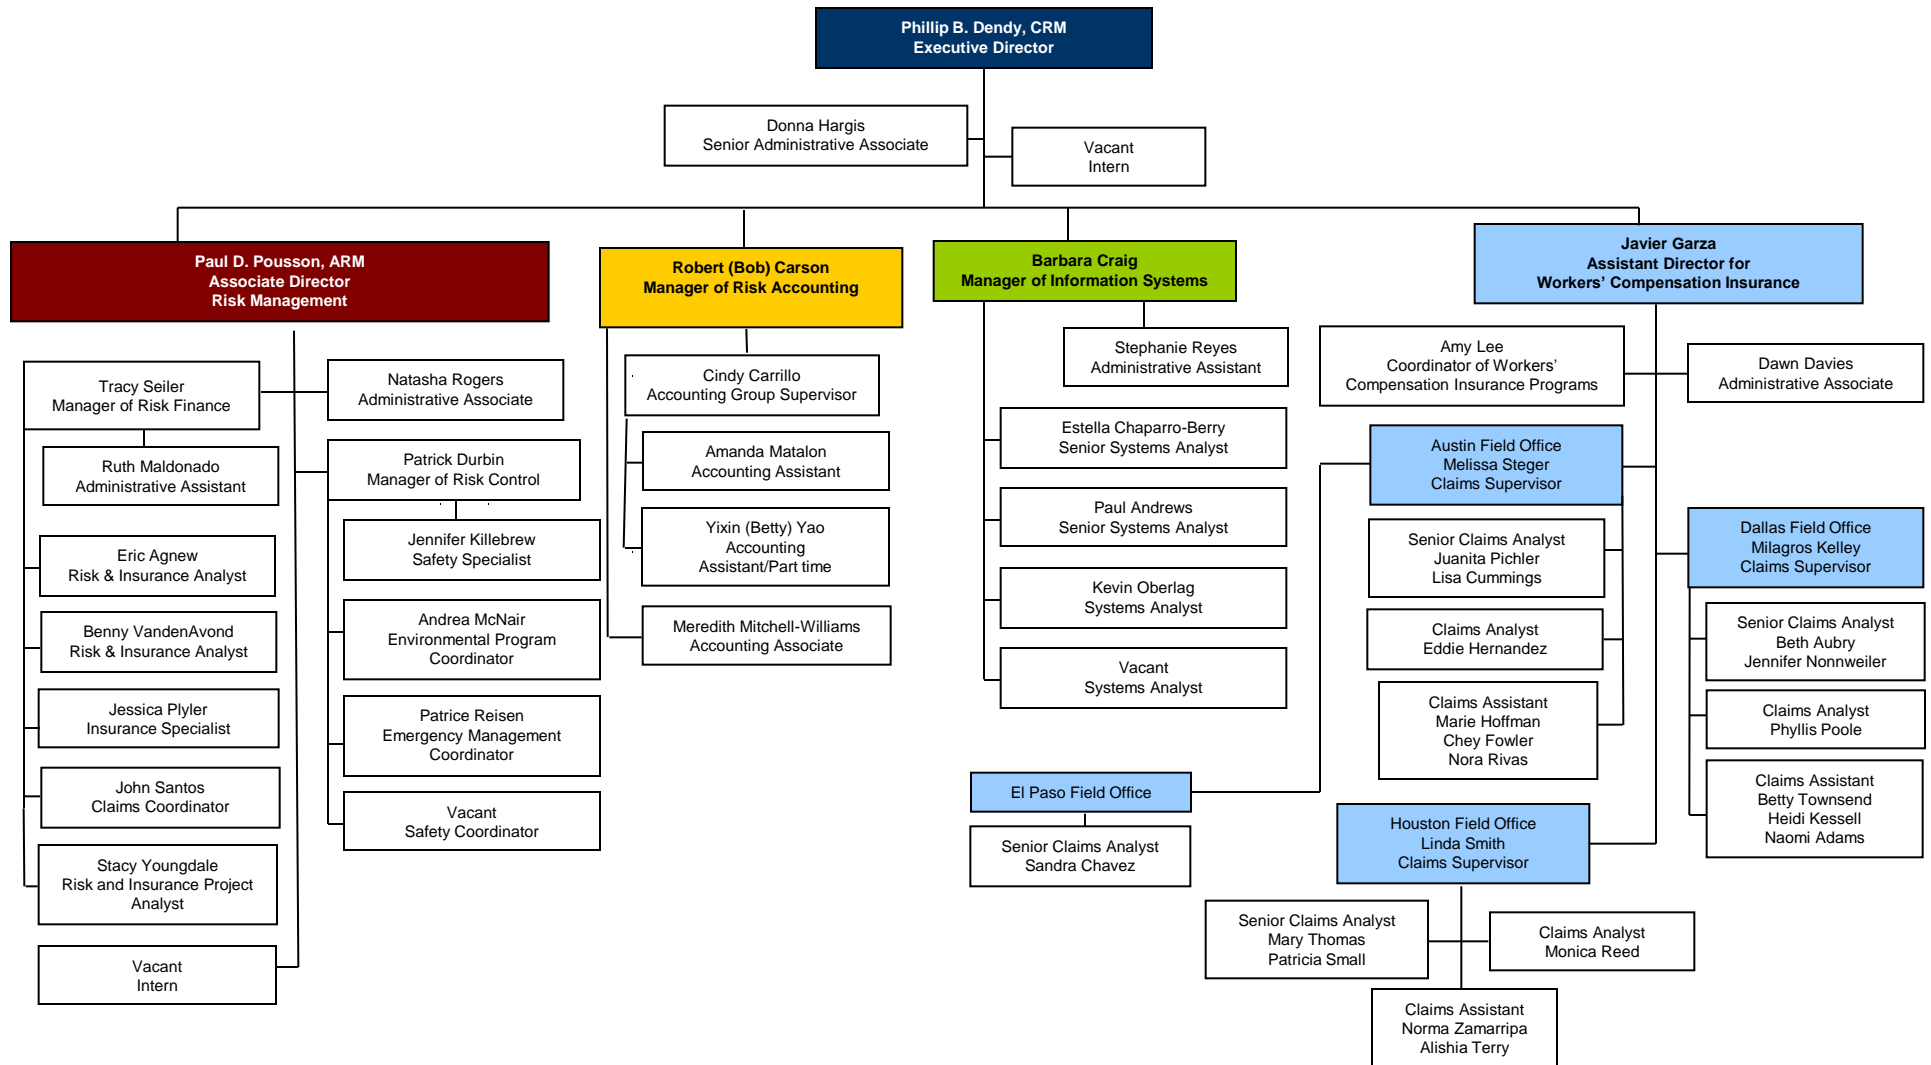 Phillip B. Dendy, CRM
Executive Director
Donna Hargis
Senior Administrative Associate
Vacant
Intern
Paul D. Pousson, ARM
Associate Director
Risk Management
Robert (Bob) Carson
Manager of Risk Accounting
Barbara Craig
Manager of Information Systems
Javier Garza
Assistant Director for
Workers’ Compensation Insurance
Tracy Seiler
Manager of Risk Finance
Natasha Rogers
Administrative Associate
Ruth Maldonado
Administrative Assistant
Patrick Durbin
Manager of Risk Control
Eric Agnew
Risk & Insurance Analyst
Benny VandenAvond
Risk & Insurance Analyst
Jessica Plyler
Insurance Specialist
John Santos
Claims Coordinator
Stacy Youngdale
Risk and Insurance Project
Analyst
Vacant
Intern
Jennifer Killebrew
Safety Specialist
Andrea McNair
Environmental Program
Coordinator
Patrice Reisen
Emergency Management
Coordinator
Vacant
Safety Coordinator
Cindy Carrillo
Accounting Group Supervisor
Amanda Matalon
Accounting Assistant
Yixin (Betty) Yao
Accounting
Assistant/Part time
Meredith Mitchell-Williams
Accounting Associate
Stephanie Reyes
Administrative Assistant
Estella Chaparro-Berry
Senior Systems Analyst
Paul Andrews
Senior Systems Analyst
Kevin Oberlag
Systems Analyst
Vacant
Systems Analyst
Amy Lee
Coordinator of Workers’
Compensation Insurance Programs
Dawn Davies
Administrative Associate
Austin Field Office
Melissa Steger
Claims Supervisor
Senior Claims Analyst
Juanita Pichler
Lisa Cummings
Claims Analyst
Eddie Hernandez
Claims Assistant
Marie Hoffman
Chey Fowler
Nora Rivas
Dallas Field Office
Milagros Kelley
Claims Supervisor
Senior Claims Analyst
Beth Aubry
Jennifer Nonnweiler
Claims Analyst
Phyllis Poole
Claims Assistant
Betty Townsend
Heidi Kessell
Naomi Adams
El Paso Field Office
Senior Claims Analyst
Sandra Chavez
Houston Field Office
Linda Smith
Claims Supervisor
Senior Claims Analyst
Mary Thomas
Patricia Small
Claims Analyst
Monica Reed
Claims Assistant
Norma Zamarripa
Alishia Terry